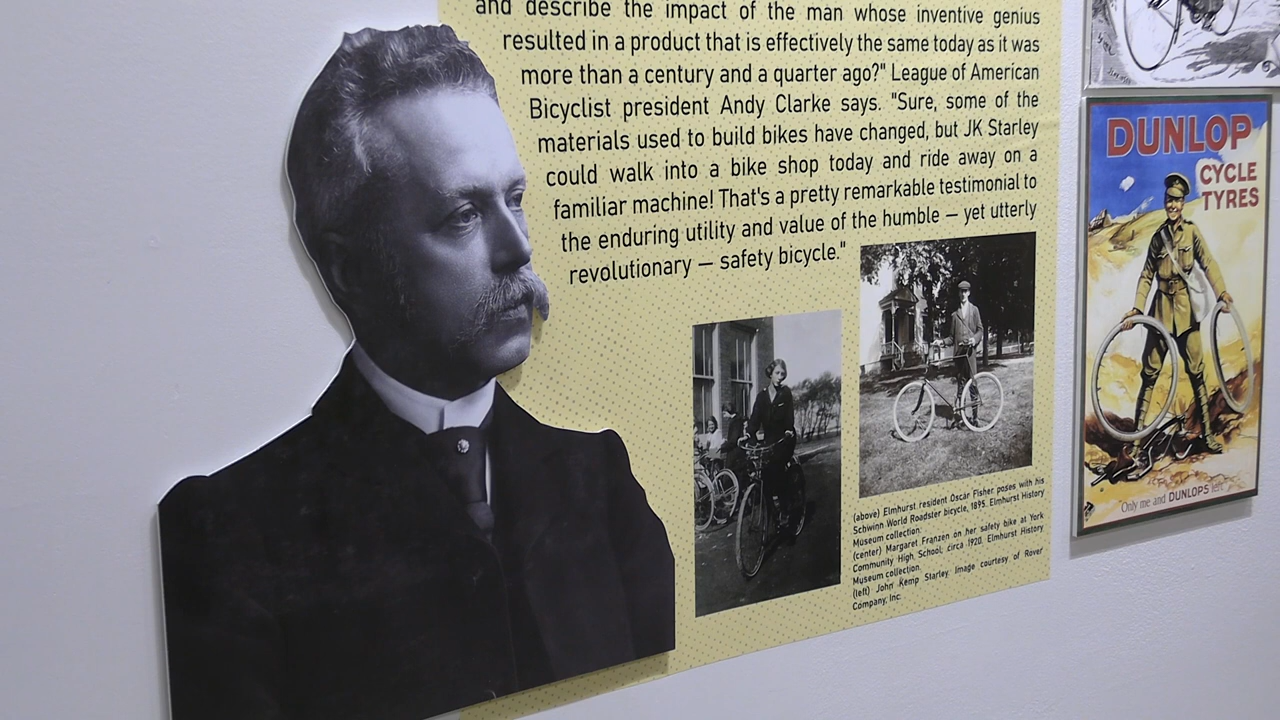 and describe the impact of the man whose inventive genius
resulted in a product that is effectively the same today as it was
more than a century and a quarter ago?" League of American
Bicyclist president Andy Clarke says. "Sure, some of the
materials used to build bikes have changed, but JK Starley
could walk into a bike shop today and ride away on a
familiar machine! That's a pretty remarkable testimonial to
the enduring utility and value of the humble — yet utterly
revolutionary — safety bicycle."
(above) Elmhurst resident Oscar Fisher poses with his
Schwinn World Roadster bicycle, 1895. Elmhurst History
Museum collection.
(center) Margaret Franzen on her safety bike at York
Community High School, circa 1920. Elmhurst History
Museum collection.
(left) John Kemp Starley. Image courtesy of Rover
Company, Inc.
DUNLOP
CYCLE
TYRES
Only me and DUNLOPS left